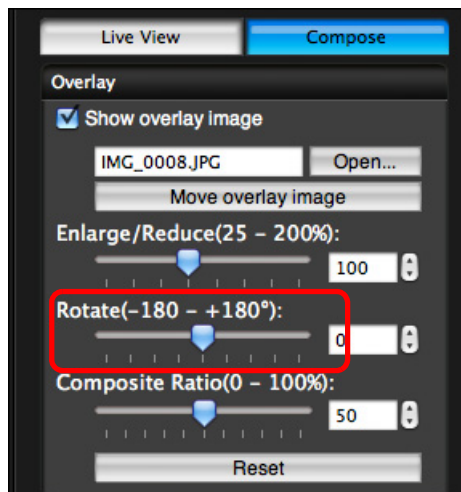 Live View Compose
Overlay
Show overlay image
IMG_0008.JPG Open...
Move overlay image
Enlarge/Reduce(25 – 200%):
100
Rotate(–180 – +180°):
0
Composite Ratio(0 – 100%):
50
Reset